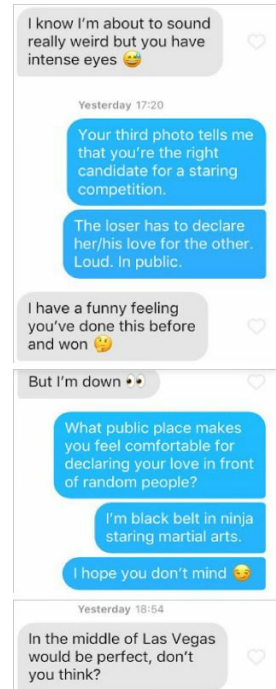 I know I'm about to sound
really weird but you have
intense eyes 😅
Yesterday 17:20
Your third photo tells me
that you're the right
candidate for a staring
competition.
The loser has to declare
her/his love for the other.
Loud. In public.
I have a funny feeling
you've done this before
and won 🤔
But I'm down 👀
What public place makes
you feel comfortable for
declaring your love in front
of random people?
I'm black belt in ninja
staring martial arts.
I hope you don't mind 😏
Yesterday 18:54
In the middle of Las Vegas
would be perfect, don't
you think?